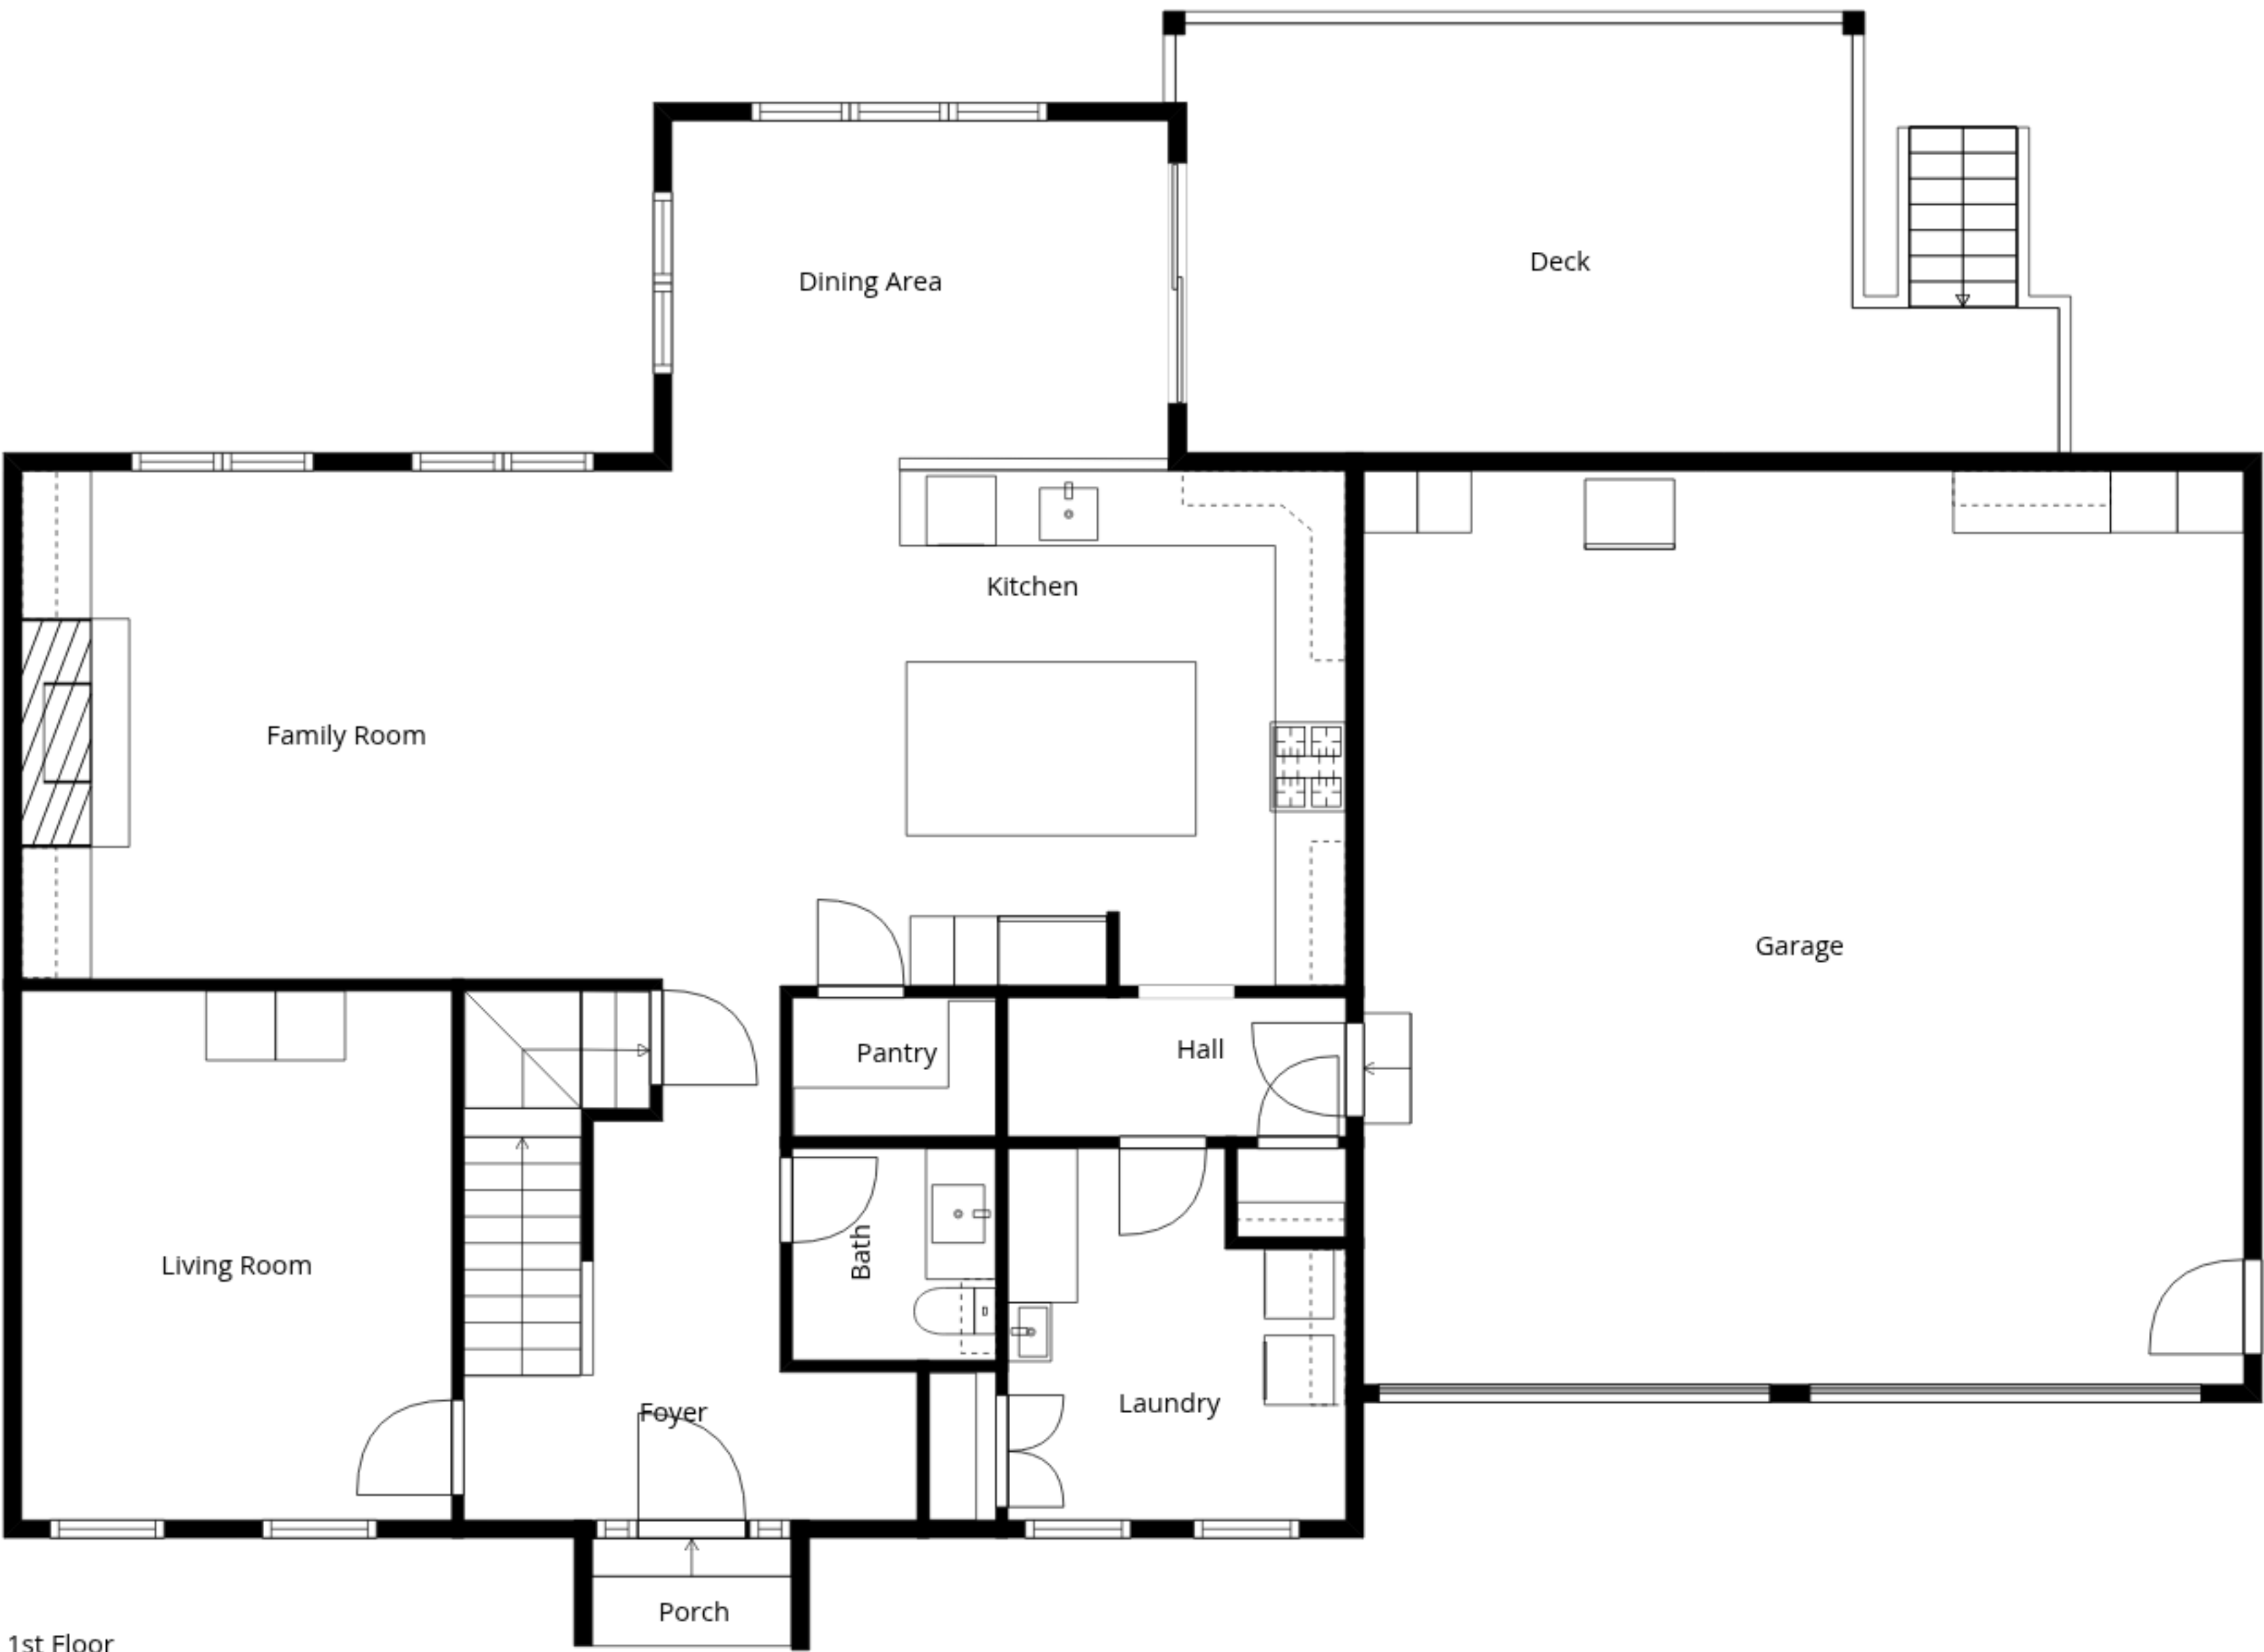 Deck
Dining Area
Kitchen
Family Room
Garage
Hall
Pantry
Bath
Living Room
Laundry
Foyer
Porch
1st Floor